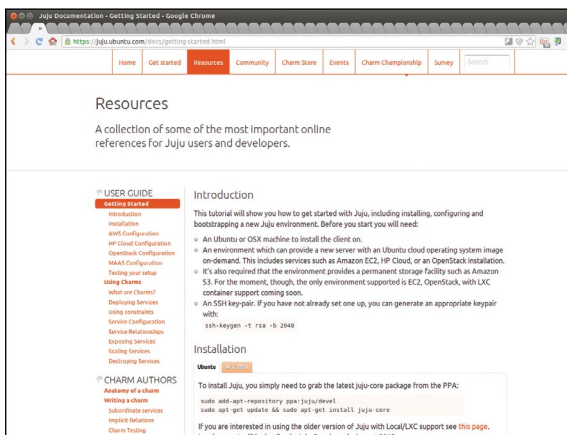 Juju Documentation - Getting Started - Google Chrome
https://juju.ubuntu.com/docs/getting-started.html
Home Get started Resources Community Charm Store Events Charm Championship Survey Search
Resources
A collection of some of the most important online
references for Juju users and developers.
USER GUIDE
Getting Started
Introduction
Installation
AWS Configuration
HP Cloud Configuration
OpenStack Configuration
MAAS Configuration
Testing your setup
Using Charms
What are Charms?
Deploying Services
Using constraints
Service Configuration
Service Relationships
Exposing Services
Scaling Services
Destroying Services
CHARM AUTHORS
Anatomy of a charm
Writing a charm
Subordinate services
Implicit Relations
Charm Testing
Introduction
This tutorial will show you how to get started with Juju, including installing, configuring and
bootstrapping a new Juju environment. Before you start you will need:
An Ubuntu or OSX machine to install the client on.
An environment which can provide a new server with an Ubuntu cloud operating system image
on-demand. This includes services such as Amazon EC2, HP Cloud, or an OpenStack installation.
It's also required that the environment provides a permanent storage facility such as Amazon
S3. For the moment, though, the only environment supported is EC2, OpenStack, with LXC
container support coming soon.
An SSH key-pair. If you have not already set one up, you can generate an appropriate keypair
with:
ssh-keygen -t rsa -b 2048
Installation
Ubuntu Mac OSX
To install Juju, you simply need to grab the latest juju-core package from the PPA:
sudo add-apt-repository ppa:juju/devel
sudo apt-get update && sudo apt-get install juju-core
If you are interested in using the older version of Juju with Local/LXC support see this page.